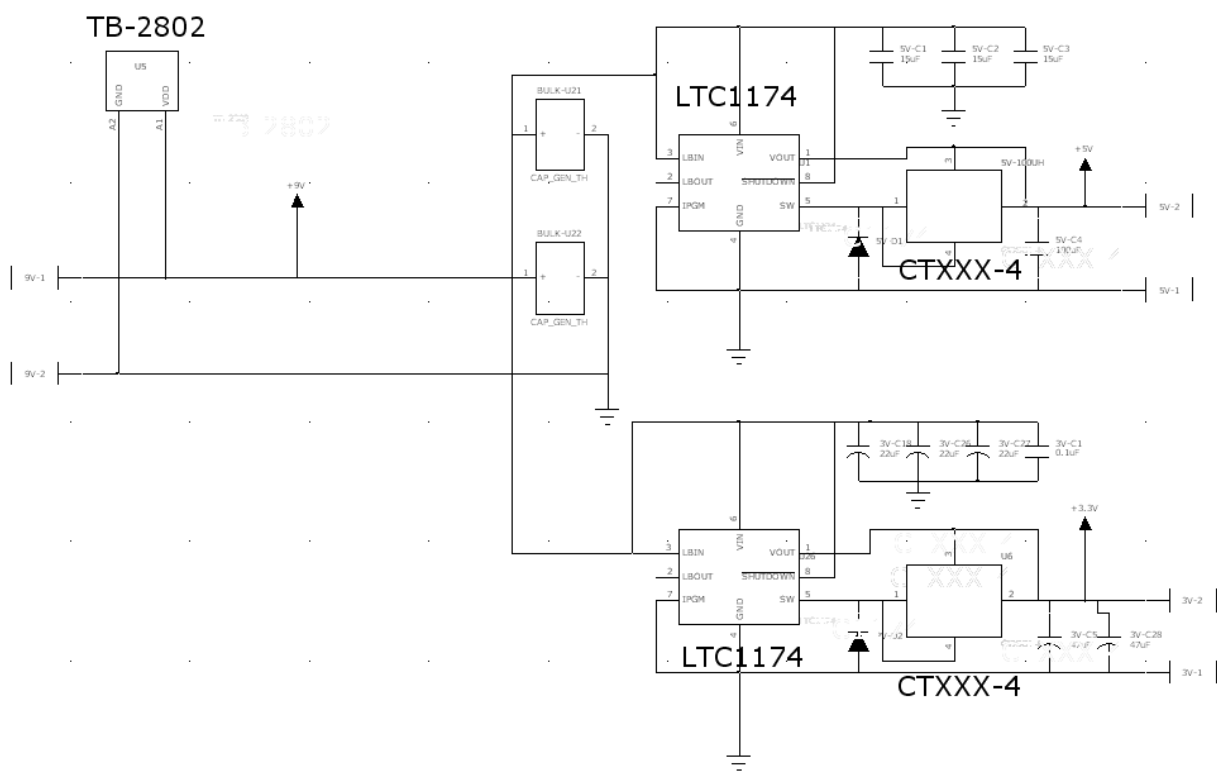 TB-2802
U5
GND
VDD
A2
A1
+9V
9V-1
9V-2
BULK-U21
1
+
-
2
CAP_GEN_TH
BULK-U22
1
+
-
2
CAP_GEN_TH
5V-C1
15uF
5V-C2
15uF
5V-C3
15uF
LTC1174
6
3
LBIN
VIN
VOUT
1
2
LBOUT
SHUTDOWN
8
7
IPGM
GND
SW
5
4
3
5V-100UH
1
2
4
+5V
5V-2
5V-D1
5V-C4
100uF
CTXXX-4
5V-1
3V-C18
22uF
3V-C26
22uF
3V-C27
22uF
3V-C1
0.1uF
6
3
LBIN
VIN
VOUT
1
2
LBOUT
SHUTDOWN
8
7
IPGM
GND
SW
5
4
LTC1174
3
U6
1
2
4
+3.3V
3V-2
3V-C5
47uF
3V-C28
47uF
CTXXX-4
3V-1